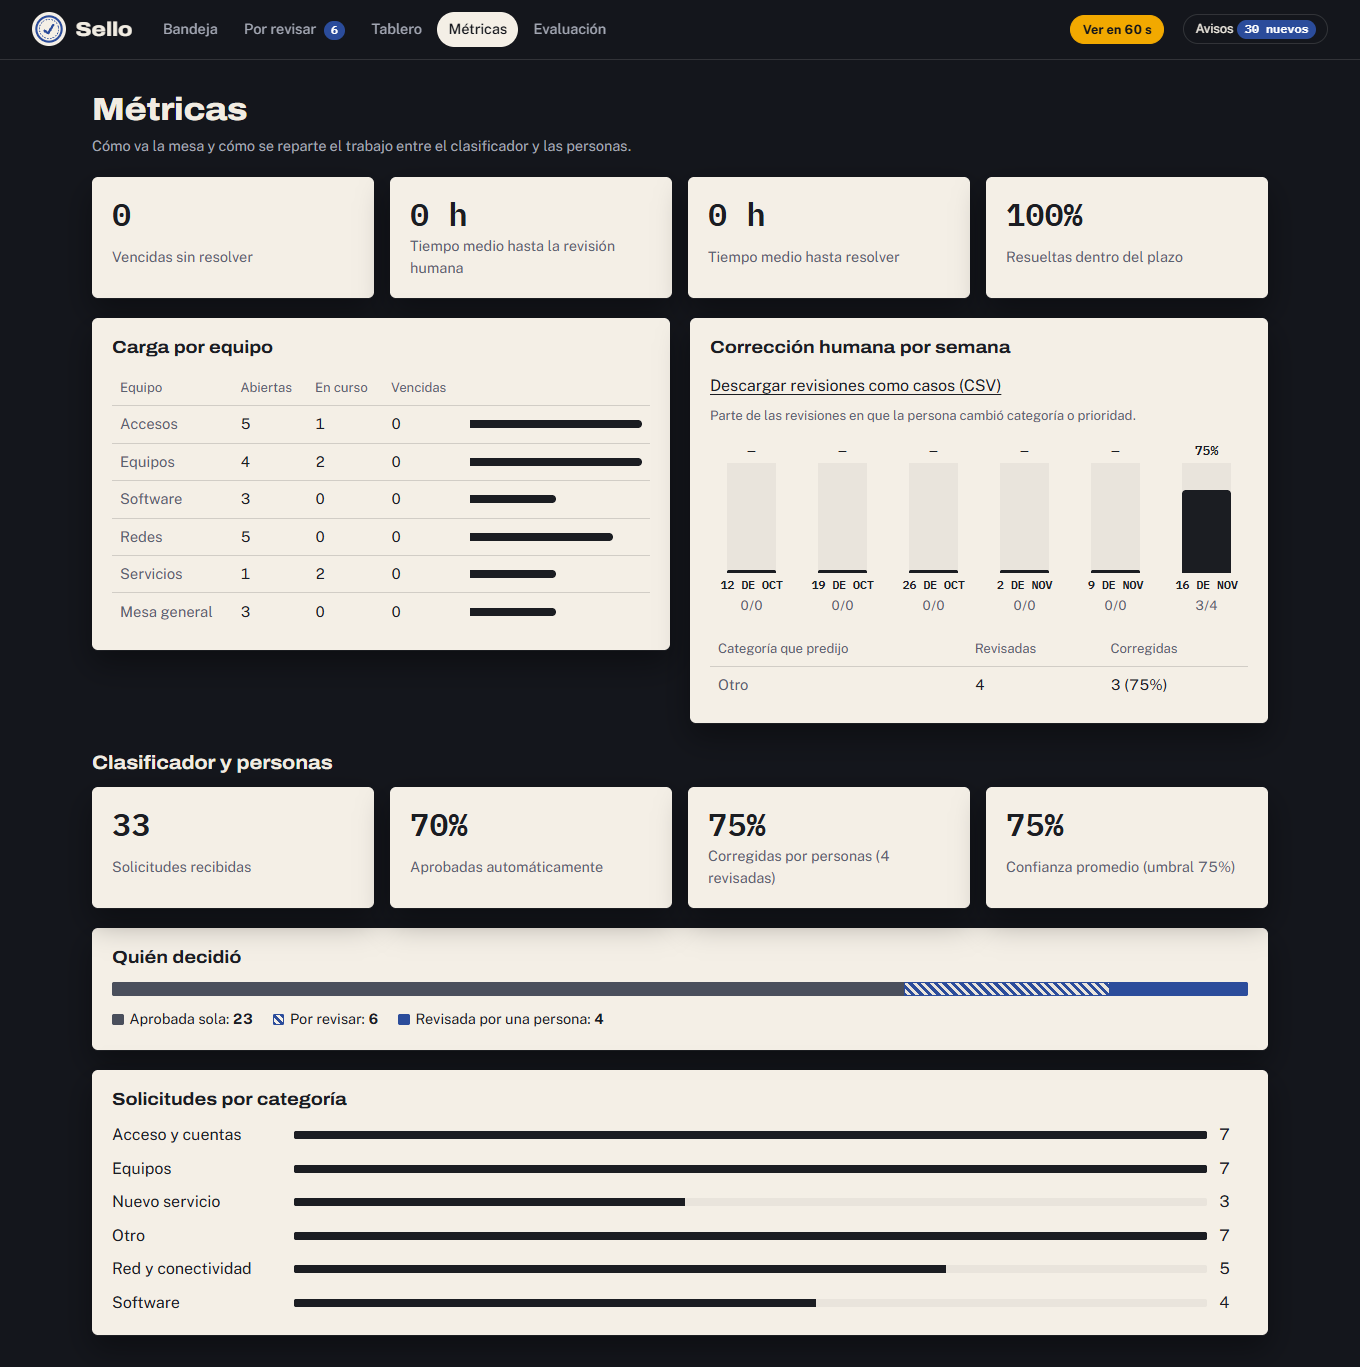 Sello
Bandeja
Por revisar 6
Tablero
Métricas
Evaluación
Ver en 60 s
Avisos 30 nuevos
Métricas
Cómo va la mesa y cómo se reparte el trabajo entre el clasificador y las personas.
0
Vencidas sin resolver
0 h
Tiempo medio hasta la revisión
humana
0 h
Tiempo medio hasta resolver
100%
Resueltas dentro del plazo
Carga por equipo
Equipo Abiertas En curso Vencidas
Accesos 5 1 0
Equipos 4 2 0
Software 3 0 0
Redes 5 0 0
Servicios 1 2 0
Mesa general 3 0 0
Corrección humana por semana
Descargar revisiones como casos (CSV)
Parte de las revisiones en que la persona cambió categoría o prioridad.
– – – – – 75%
12 DE OCT 19 DE OCT 26 DE OCT 2 DE NOV 9 DE NOV 16 DE NOV
0/0 0/0 0/0 0/0 0/0 3/4
Categoría que predijo Revisadas Corregidas
Otro 4 3 (75%)
Clasificador y personas
33
Solicitudes recibidas
70%
Aprobadas automáticamente
75%
Corregidas por personas (4
revisadas)
75%
Confianza promedio (umbral 75%)
Quién decidió
Aprobada sola: 23 Por revisar: 6 Revisada por una persona: 4
Solicitudes por categoría
Acceso y cuentas 7
Equipos 7
Nuevo servicio 3
Otro 7
Red y conectividad 5
Software 4